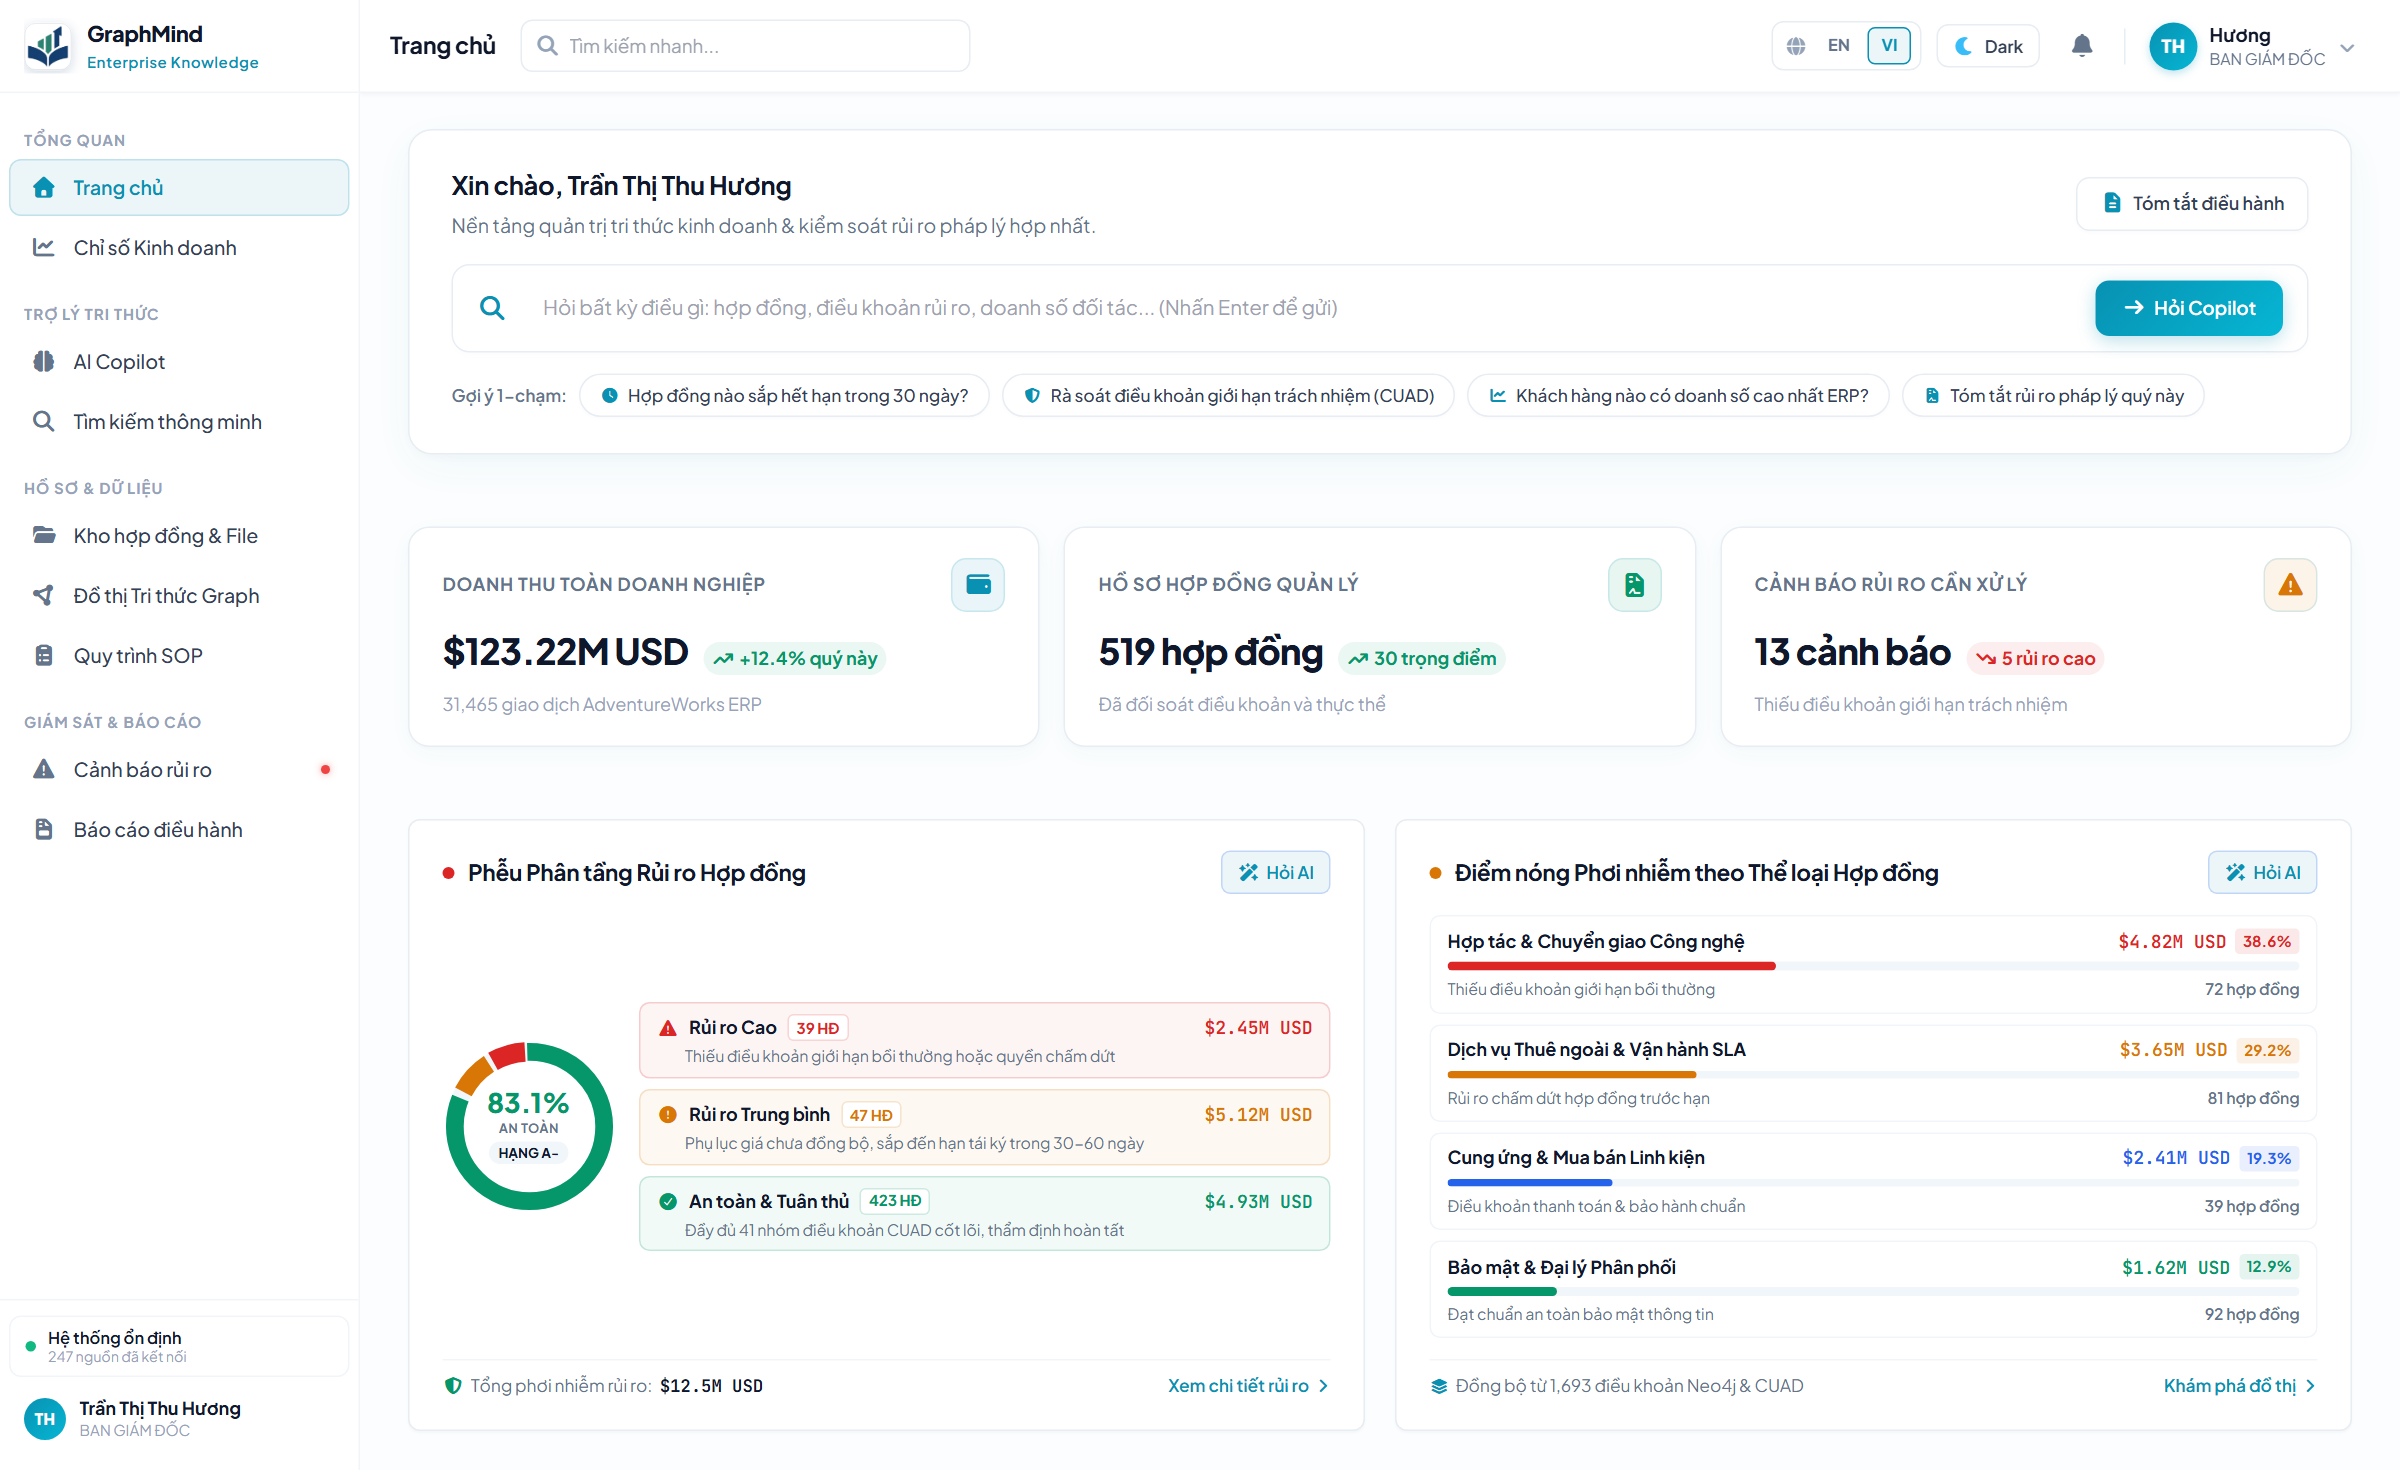 GraphMind
Enterprise Knowledge
Trang chủ
Tìm kiếm nhanh...
EN
VI
Dark
TH
Hương
BAN GIÁM ĐỐC
TỔNG QUAN
Trang chủ
Chỉ số Kinh doanh
TRỢ LÝ TRI THỨC
AI Copilot
Tìm kiếm thông minh
HỒ SƠ & DỮ LIỆU
Kho hợp đồng & File
Đồ thị Tri thức Graph
Quy trình SOP
GIÁM SÁT & BÁO CÁO
Cảnh báo rủi ro
Báo cáo điều hành
Hệ thống ổn định
247 nguồn đã kết nối
TH
Trần Thị Thu Hương
BAN GIÁM ĐỐC
Xin chào, Trần Thị Thu Hương
Nền tảng quản trị tri thức kinh doanh & kiểm soát rủi ro pháp lý hợp nhất.
Tóm tắt điều hành
Hỏi bất kỳ điều gì: hợp đồng, điều khoản rủi ro, doanh số đối tác... (Nhấn Enter để gửi)
Hỏi Copilot
Gợi ý 1-chạm:
Hợp đồng nào sắp hết hạn trong 30 ngày?
Rà soát điều khoản giới hạn trách nhiệm (CUAD)
Khách hàng nào có doanh số cao nhất ERP?
Tóm tắt rủi ro pháp lý quý này
DOANH THU TOÀN DOANH NGHIỆP
$123.22M USD
+12.4% quý này
31,465 giao dịch AdventureWorks ERP
HỒ SƠ HỢP ĐỒNG QUẢN LÝ
519 hợp đồng
30 trọng điểm
Đã đối soát điều khoản và thực thể
CẢNH BÁO RỦI RO CẦN XỬ LÝ
13 cảnh báo
5 rủi ro cao
Thiếu điều khoản giới hạn trách nhiệm
Phễu Phân tầng Rủi ro Hợp đồng
Hỏi AI
83.1%
AN TOÀN
HẠNG A-
Rủi ro Cao
39 HĐ
$2.45M USD
Thiếu điều khoản giới hạn bồi thường hoặc quyền chấm dứt
Rủi ro Trung bình
47 HĐ
$5.12M USD
Phụ lục giá chưa đồng bộ, sắp đến hạn tái ký trong 30-60 ngày
An toàn & Tuân thủ
423 HĐ
$4.93M USD
Đầy đủ 41 nhóm điều khoản CUAD cốt lõi, thẩm định hoàn tất
Tổng phơi nhiễm rủi ro: $12.5M USD
Xem chi tiết rủi ro
Điểm nóng Phơi nhiễm theo Thể loại Hợp đồng
Hỏi AI
Hợp tác & Chuyển giao Công nghệ
$4.82M USD
38.6%
Thiếu điều khoản giới hạn bồi thường
72 hợp đồng
Dịch vụ Thuê ngoài & Vận hành SLA
$3.65M USD
29.2%
Rủi ro chấm dứt hợp đồng trước hạn
81 hợp đồng
Cung ứng & Mua bán Linh kiện
$2.41M USD
19.3%
Điều khoản thanh toán & bảo hành chuẩn
39 hợp đồng
Bảo mật & Đại lý Phân phối
$1.62M USD
12.9%
Đạt chuẩn an toàn bảo mật thông tin
92 hợp đồng
Đồng bộ từ 1,693 điều khoản Neo4j & CUAD
Khám phá đồ thị